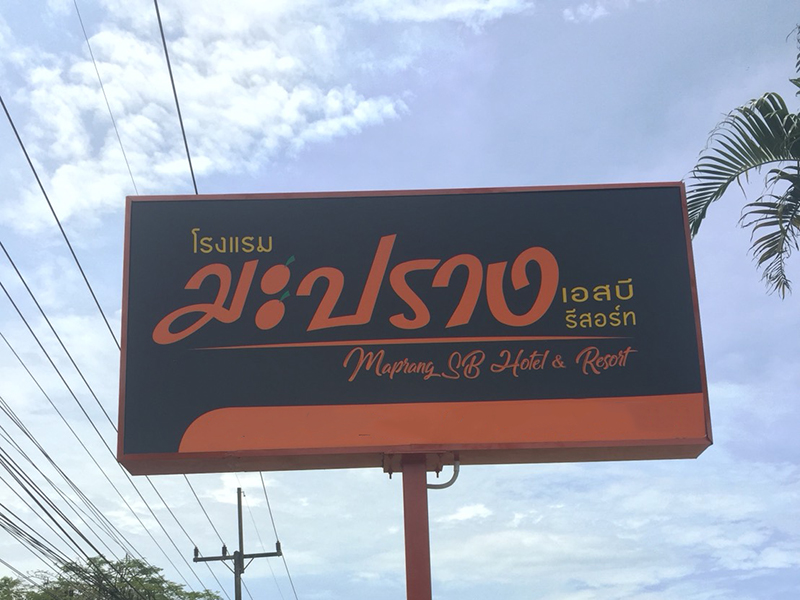 โรงแรม
มะปราง เอสบี
รีสอร์ท
Maprang SB Hotel & Resort